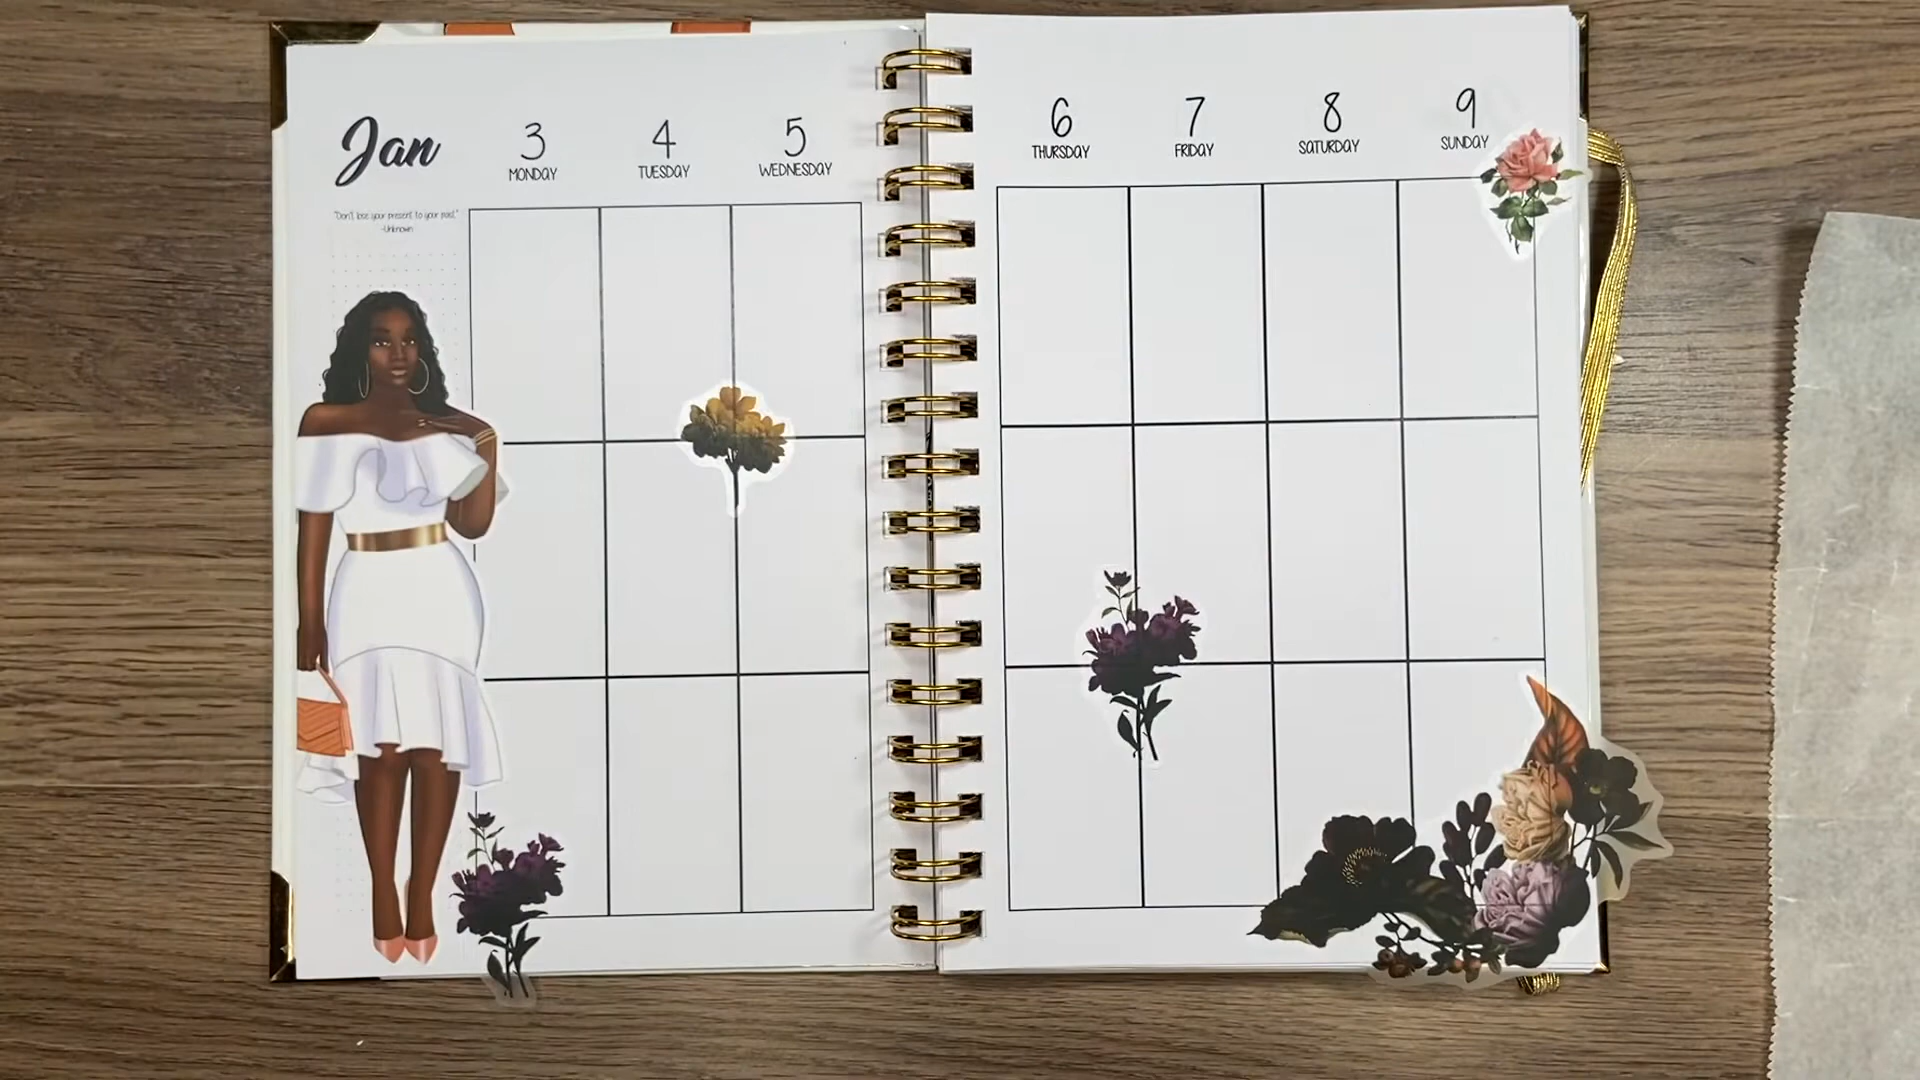 Jan
3
MONDAY
4
TUESDAY
5
WEDNESDAY
"Don't lose your present to your past."
-Unknown
6
THURSDAY
7
FRIDAY
8
SATURDAY
9
SUNDAY